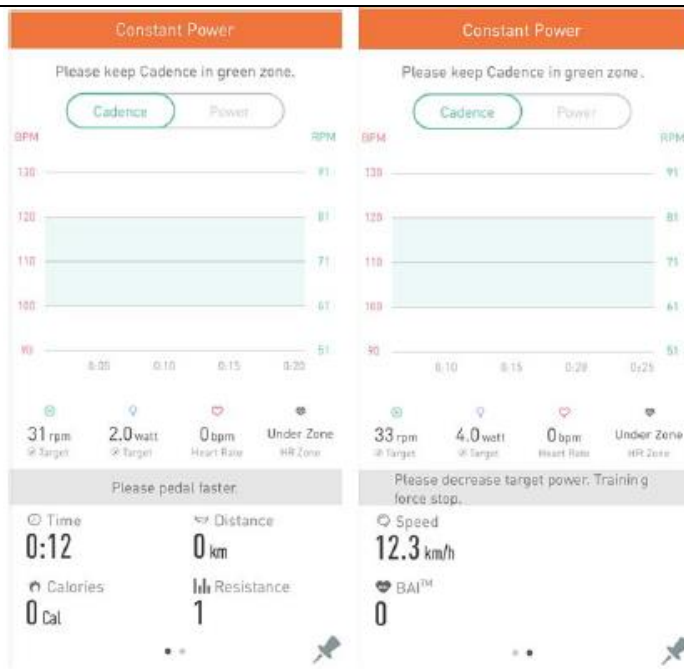 Constant Power
Please keep Cadence in green zone.
Cadence Power
BPM RPM
130 91
120 81
110 71
100 61
90 51
0:05 0:10 0:15 0:20
31 rpm 2.0 watt 0 bpm Under Zone
Target Target Heart Rate HR Zone
Please pedal faster.
Time Distance
0:12 0 km
Calories Resistance
0 Cal 1
Constant Power
Please keep Cadence in green zone.
Cadence Power
BPM RPM
130 91
120 81
110 71
100 61
90 51
0:10 0:15 0:20 0:25
33 rpm 4.0 watt 0 bpm Under Zone
Target Target Heart Rate HR Zone
Please decrease target power. Training
force stop.
Speed
12.3 km/h
BAI™
0